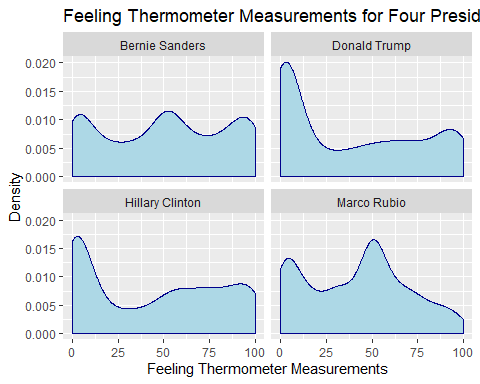 Feeling Thermometer Measurements for Four Presid
Bernie Sanders
Donald Trump
0.020
0.015
0.010
0.005
0.000
Hillary Clinton
Marco Rubio
0.020
0.015
0.010
0.005
0.000
Density
0 25 50 75 100
0 25 50 75 100
Feeling Thermometer Measurements